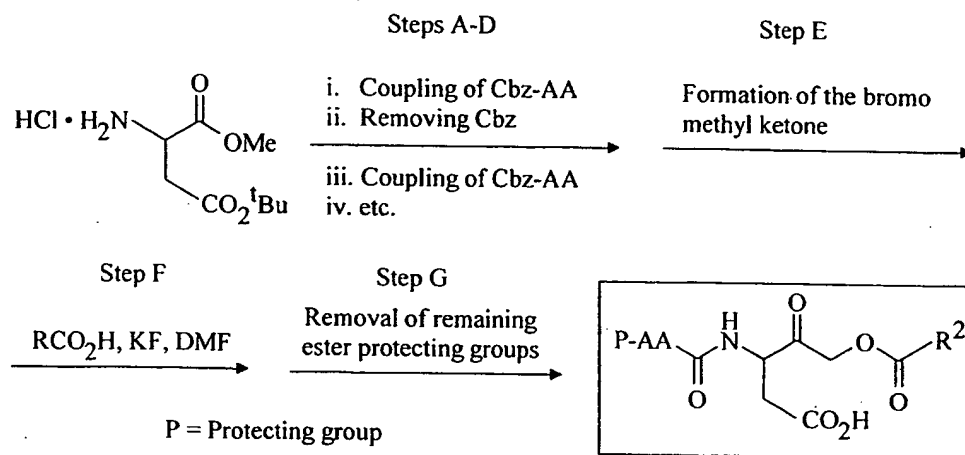 Steps A-D
Step E
HCl • H2N
O
OMe
CO2tBu
i. Coupling of Cbz-AA
ii. Removing Cbz
iii. Coupling of Cbz-AA
iv. etc.
Formation of the bromo
methyl ketone
Step F
RCO2H, KF, DMF
Step G
Removal of remaining
ester protecting groups
P = Protecting group
P-AA
O
H
N
O
CO2H
O
O
R2